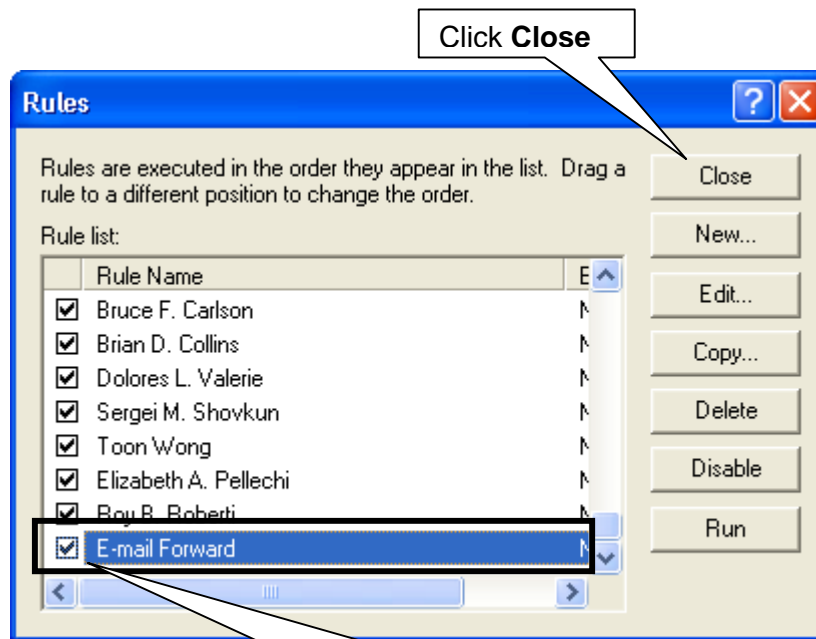 Click Close
Rules
Rules are executed in the order they appear in the list. Drag a
rule to a different position to change the order.
Rule list:
Rule Name E
Bruce F. Carlson
Brian D. Collins
Dolores L. Valerie
Sergei M. Shovkun
Toon Wong
Elizabeth A. Pellechi
Roy B. Roberti
E-mail Forward
Close
New...
Edit...
Copy...
Delete
Disable
Run